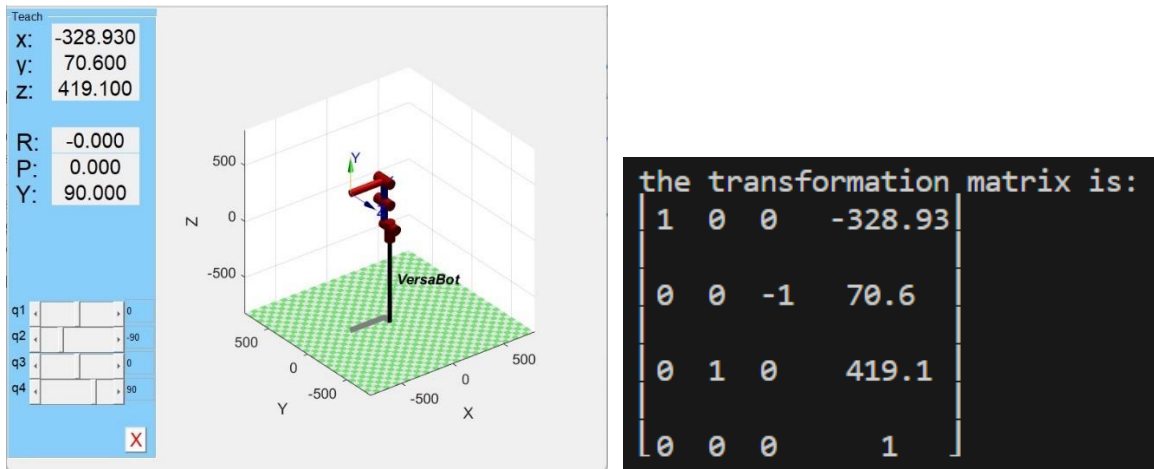 Teach
x: -328.930
y: 70.600
z: 419.100
R: -0.000
P: 0.000
Y: 90.000
q1 0
q2 -90
q3 0
q4 90
X
500
0
-500
Z
Y
Z
VersaBot
500
0
-500
Y
500
0
-500
X
the transformation matrix is:
1 0 0 -328.93
0 0 -1 70.6
0 1 0 419.1
0 0 0 1